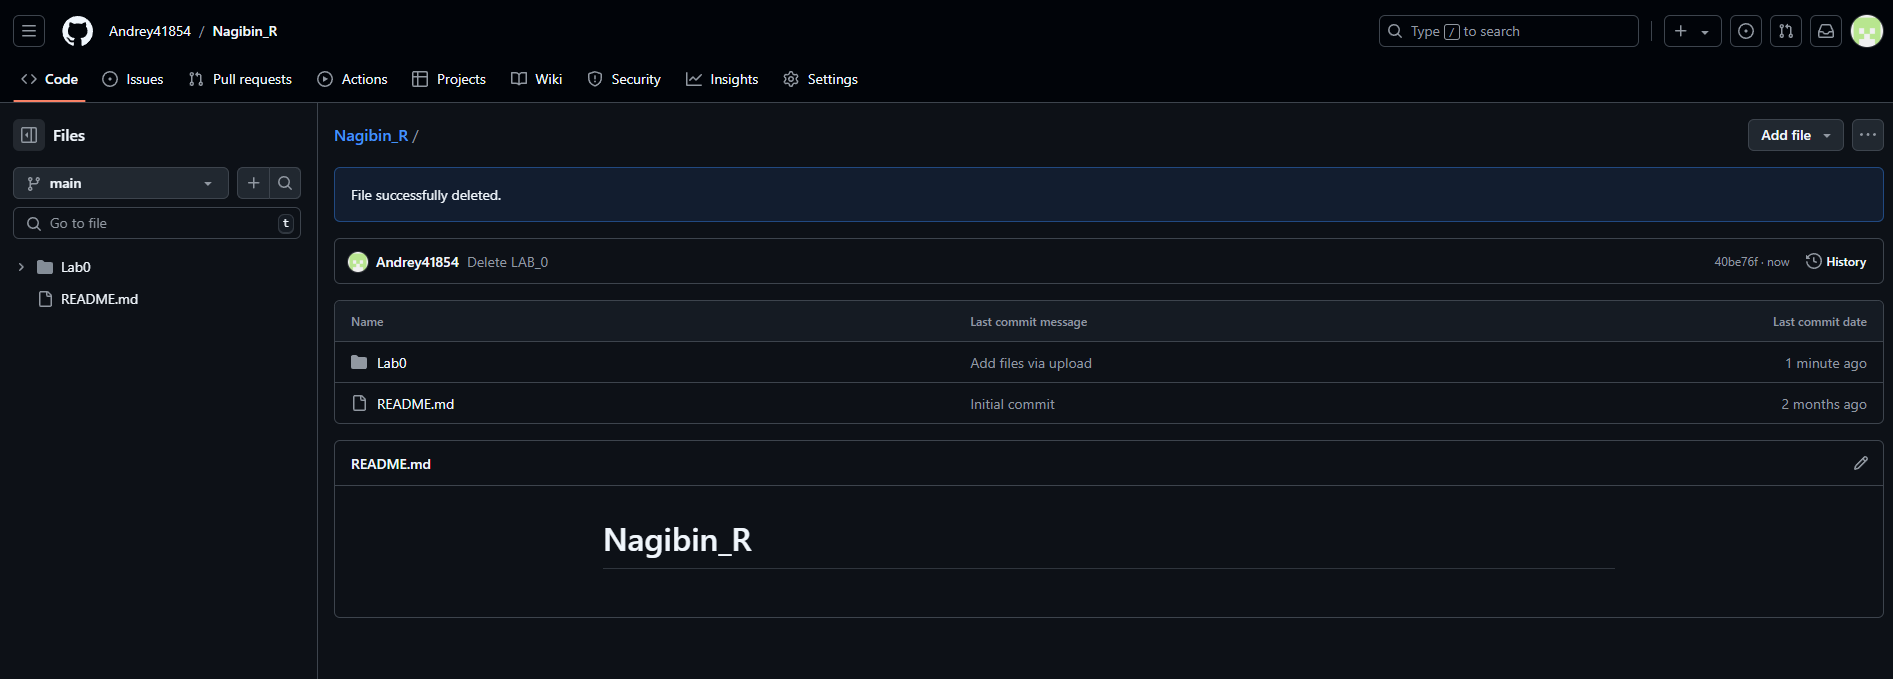 Andrey41854 / Nagibin_R
Type / to search
Code Issues Pull requests Actions Projects Wiki Security Insights Settings
Files
main
Go to file t
Lab0
README.md
Nagibin_R /
Add file
File successfully deleted.
Andrey41854 Delete LAB_0
40be76f · now History
Name Last commit message Last commit date
Lab0 Add files via upload 1 minute ago
README.md Initial commit 2 months ago
README.md
Nagibin_R